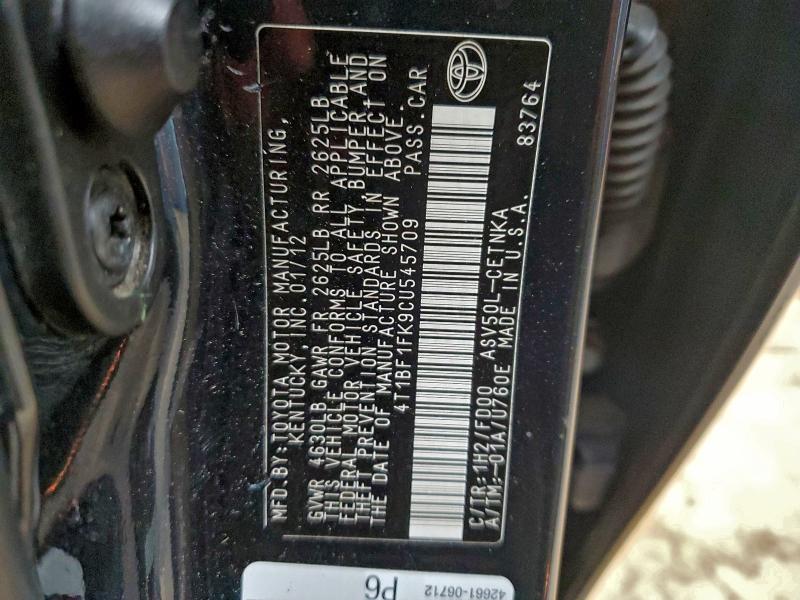 MFD.BY:TOYOTA MOTOR MANUFACTURING,
KENTUCKY, INC.01/12
GVWR 4630LB GAWR FR 2625LB RR 2625LB
THIS VEHICLE CONFORMS TO ALL APPLICABLE
FEDERAL MOTOR VEHICLE SAFETY, BUMPER,AND
THEFT PREVENTION STANDARDS IN EFFECT ON
THE DATE OF MANUFACTURE SHOWN ABOVE.
4T1BF1FK9CU545709 PASS.CAR
C/TR:1H2/FD00 ASV50L-CETNKA
A/TM:-01A/U760E MADE IN U.S.A. 83764
42661-06712
P6